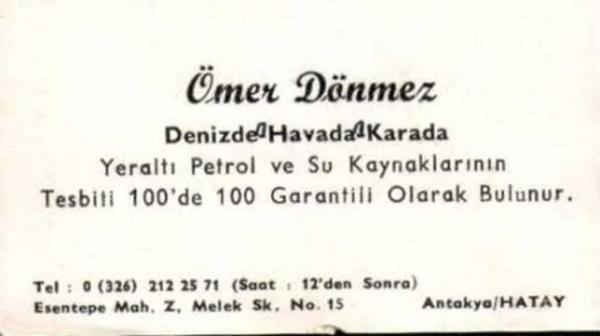 Ömer Dönmez
Denizde Havada Karada
Yeraltı Petrol ve Su Kaynaklarının
Tesbiti 100'de 100 Garantili Olarak Bulunur.
Tel : 0 (326) 212 25 71 (Saat : 12'den Sonra)
Esentepe Mah. Z. Melek Sk. No. 15 Antakya/HATAY